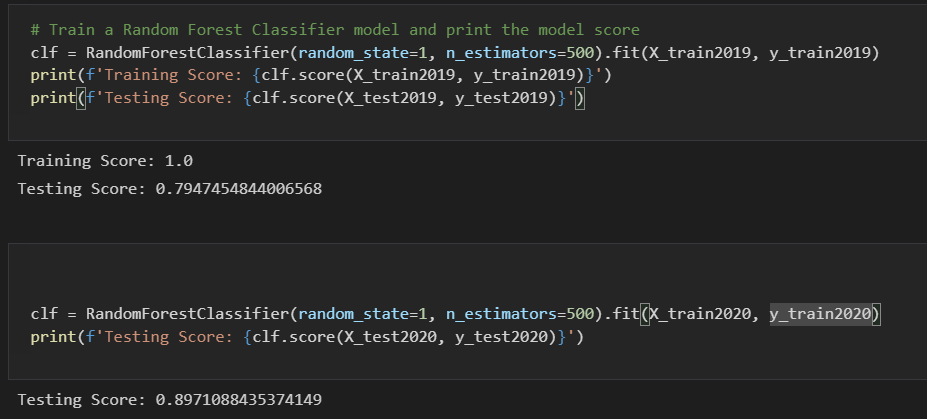 # Train a Random Forest Classifier model and print the model score
clf = RandomForestClassifier(random_state=1, n_estimators=500).fit(X_train2019, y_train2019)
print(f'Training Score: {clf.score(X_train2019, y_train2019)}')
print(f'Testing Score: {clf.score(X_test2019, y_test2019)}')
Training Score: 1.0
Testing Score: 0.7947454844006568
clf = RandomForestClassifier(random_state=1, n_estimators=500).fit(X_train2020, y_train2020)
print(f'Testing Score: {clf.score(X_test2020, y_test2020)}')
Testing Score: 0.8971088435374149